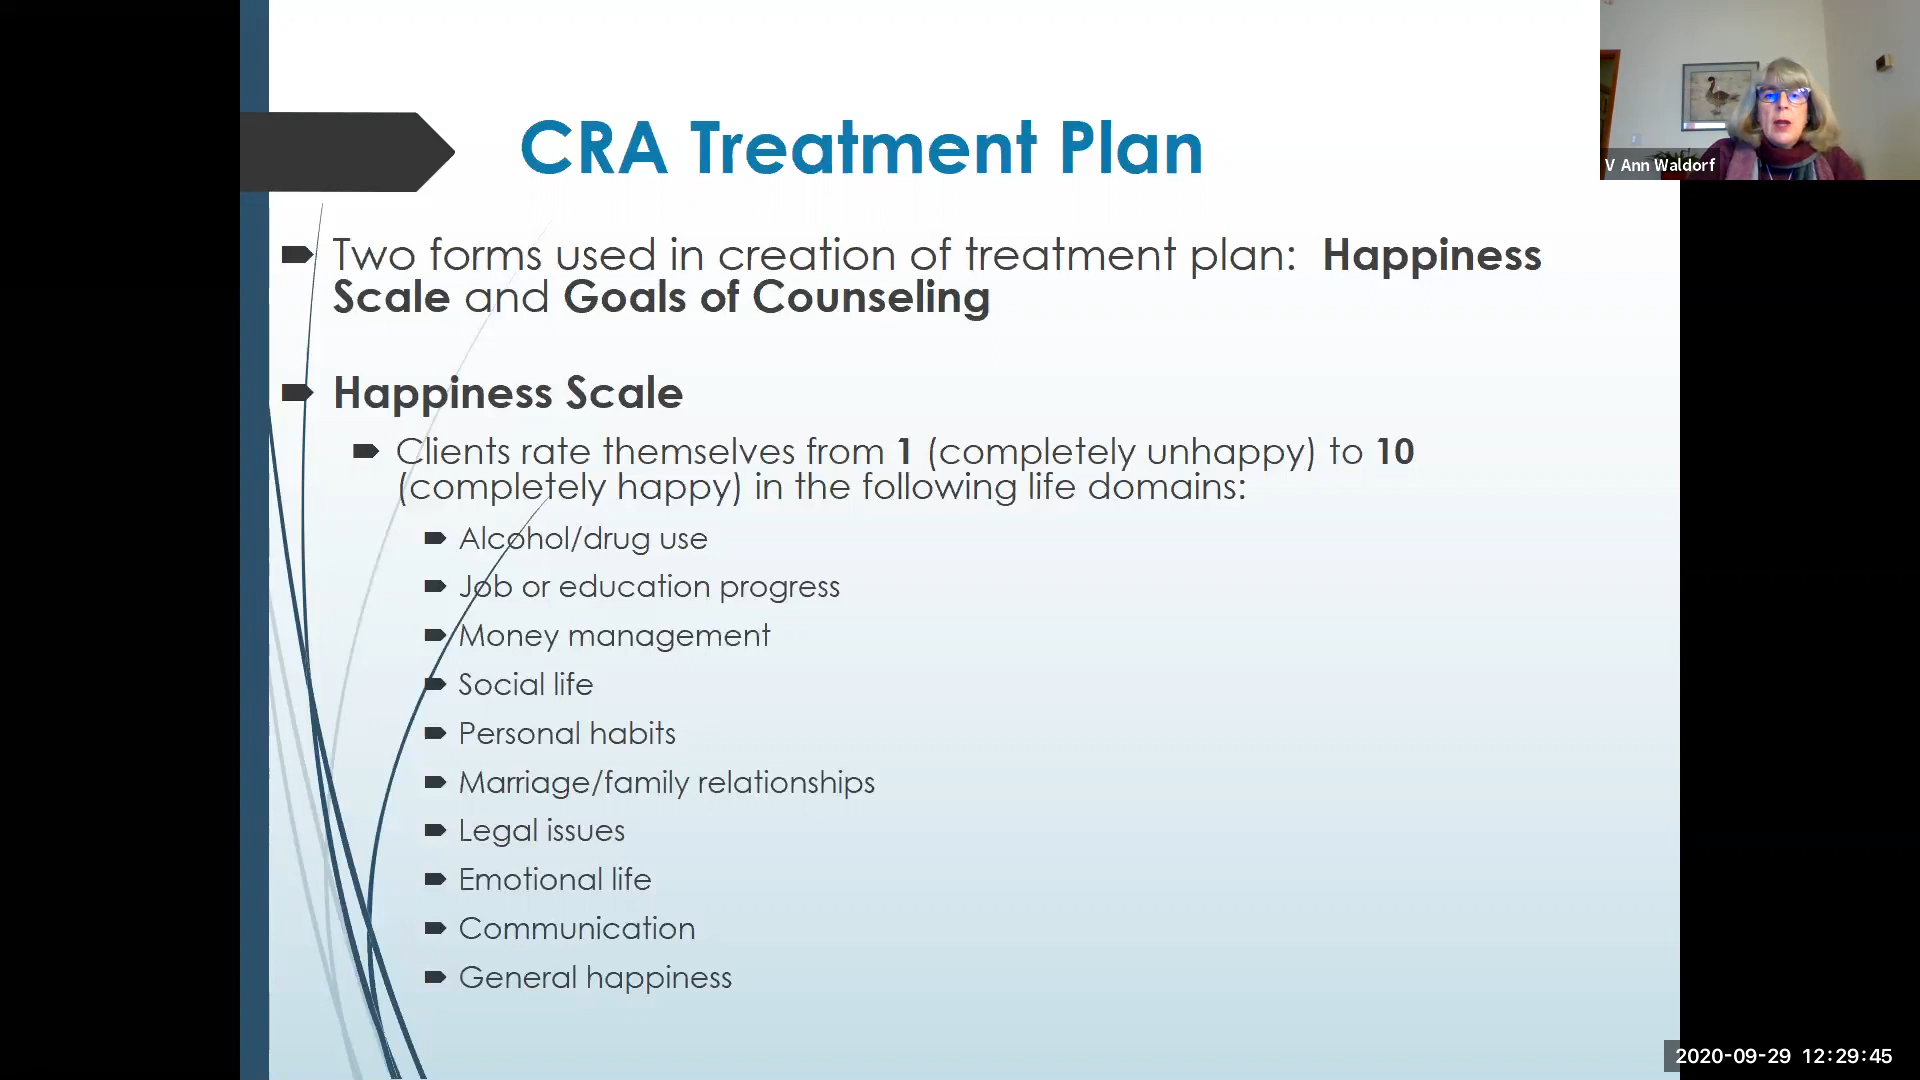 CRA Treatment Plan
Two forms used in creation of treatment plan: Happiness
Scale and Goals of Counseling
Happiness Scale
Clients rate themselves from 1 (completely unhappy) to 10
(completely happy) in the following life domains:
Alcohol/drug use
Job or education progress
Money management
Social life
Personal habits
Marriage/family relationships
Legal issues
Emotional life
Communication
General happiness
V Ann Waldorf
2020-09-29 12:29:45